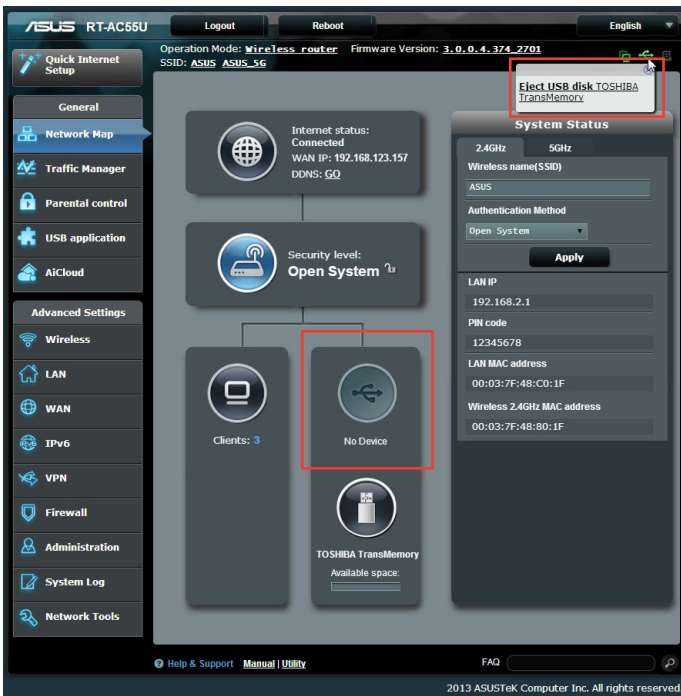 ASUS RT-AC55U
Logout
Reboot
English
Quick Internet
Setup
Operation Mode: Wireless router Firmware Version: 3.0.0.4.374_2701
SSID: ASUS ASUS_5G
Eject USB disk TOSHIBA
TransMemory
General
Network Map
Traffic Manager
Parental control
USB application
AiCloud
Advanced Settings
Wireless
LAN
WAN
IPv6
VPN
Firewall
Administration
System Log
Network Tools
Internet status:
Connected
WAN IP: 192.168.123.157
DDNS: GO
Security level:
Open System
Clients: 3
No Device
TOSHIBA TransMemory
Available space:
System Status
2.4GHz
5GHz
Wireless name(SSID)
ASUS
Authentication Method
Open System
Apply
LAN IP
192.168.2.1
PIN code
12345678
LAN MAC address
00:03:7F:48:C0:1F
Wireless 2.4GHz MAC address
00:03:7F:48:80:1F
Help & Support Manual | Utility
FAQ
2013 ASUSTeK Computer Inc. All rights reserved